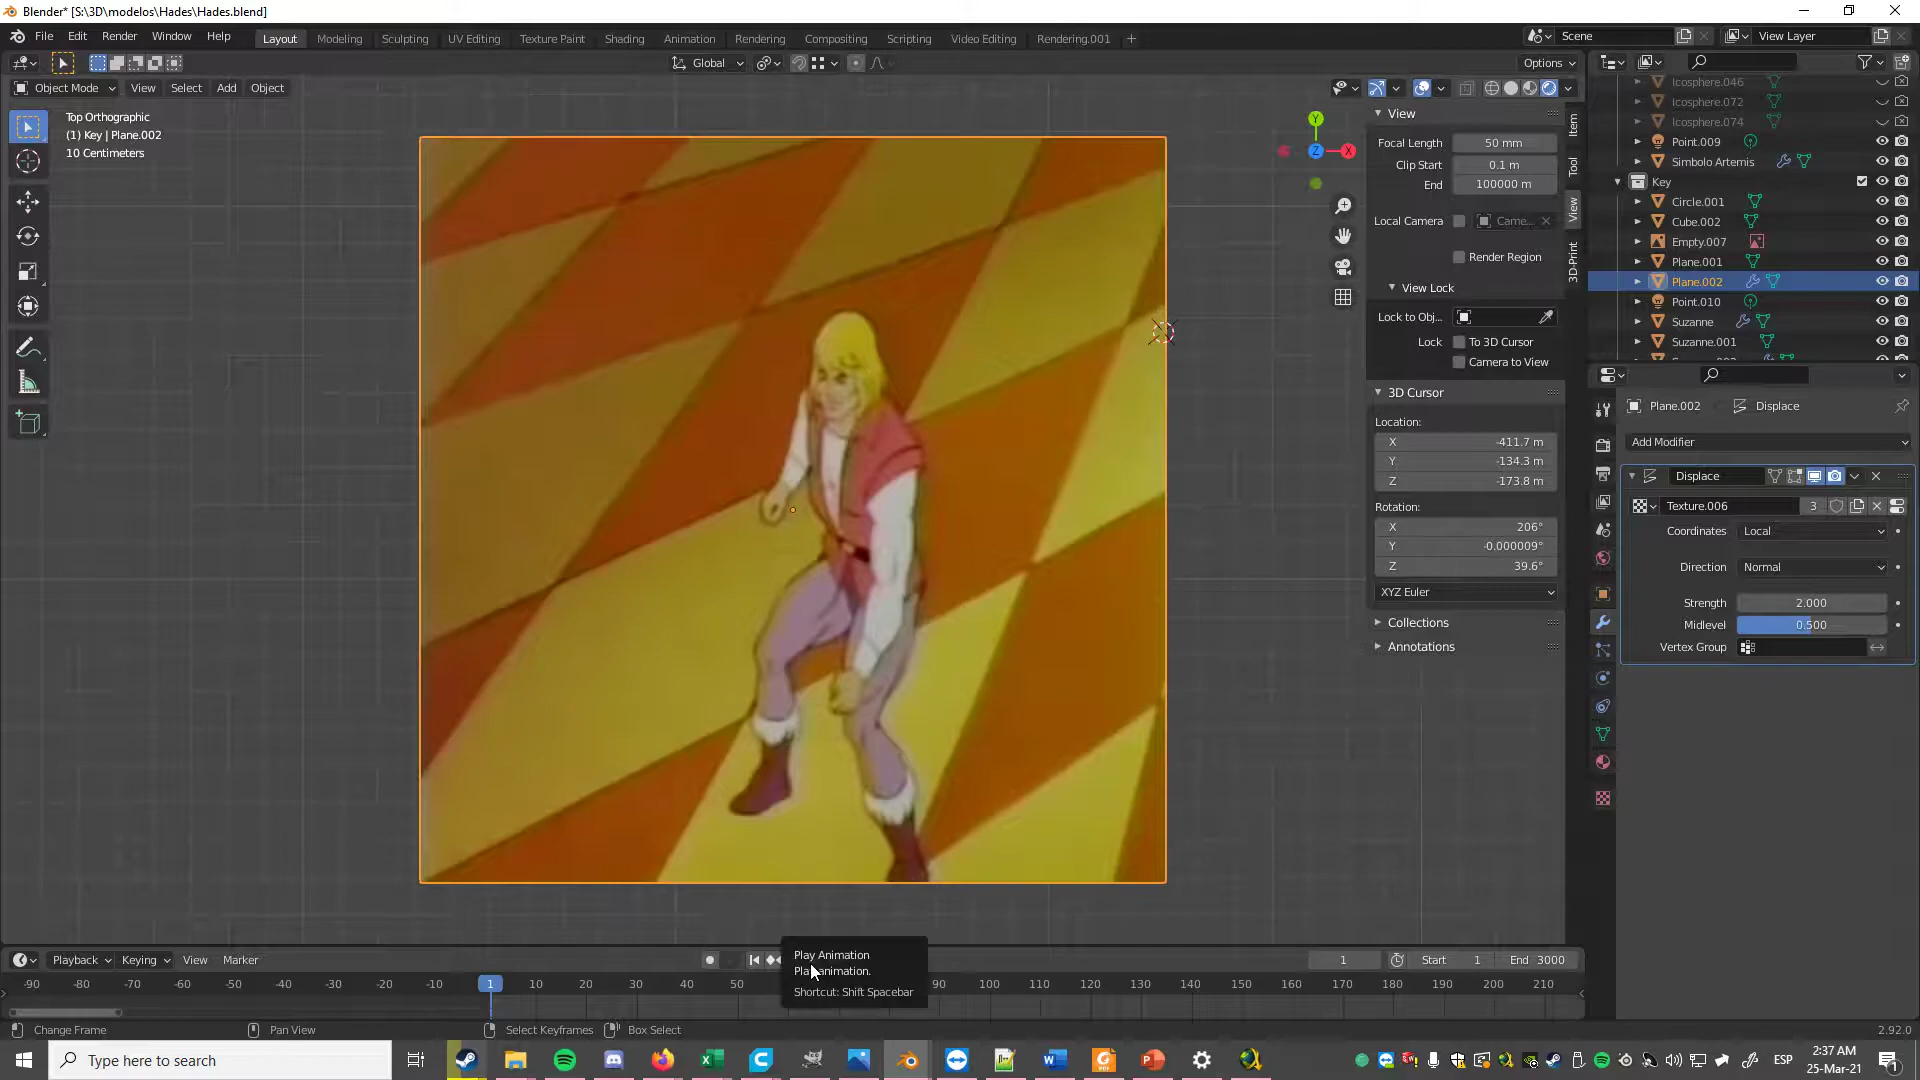 Blender* [S:\3D\modelos\Hades\Hades.blend]
File Edit Render Window Help
Layout Modeling Sculpting UV Editing Texture Paint Shading Animation Rendering Compositing Scripting Video Editing Rendering.001
Scene View Layer
Global Options
Object Mode View Select Add Object
Top Orthographic
(1) Key | Plane.002
10 Centimeters
Y
Z
X
View
Focal Length 50 mm
Clip Start 0.1 m
End 100000 m
Local Camera Came...
Render Region
View Lock
Lock to Obj...
Lock To 3D Cursor
Camera to View
3D Cursor
Location:
X -411.7 m
Y -134.3 m
Z -173.8 m
Rotation:
X 206°
Y -0.000009°
Z 39.6°
XYZ Euler
Collections
Annotations
Item
Tool
View
3D-Print
Icosphere.046
Icosphere.072
Icosphere.074
Point.009
Simbolo Artemis
Key
Circle.001
Cube.002
Empty.007
Plane.001
Plane.002
Point.010
Suzanne
Suzanne.001
Plane.002 Displace
Add Modifier
Displace
Texture.006 3
Coordinates Local
Direction Normal
Strength 2.000
Midlevel 0.500
Vertex Group
Playback Keying View Marker
1 Start 1 End 3000
Play Animation
Play animation.
Shortcut: Shift Spacebar
-90 -80 -70 -60 -50 -40 -30 -20 -10 1 10 20 30 40 50 100 110 120 130 140 150 160 170 180 190 200 210
Change Frame Pan View Select Keyframes Box Select 2.92.0
Type here to search
ESP
2:37 AM
25-Mar-21
1